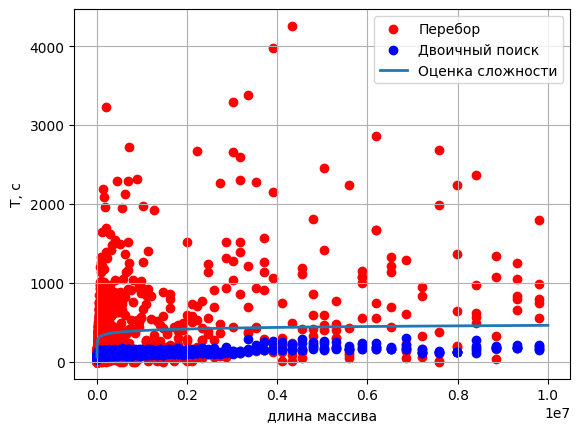 Перебор
Двоичный поиск
Оценка сложности
4000
3000
2000
1000
0
T, с
0.0
0.2
0.4
0.6
0.8
1.0
1e7
длина массива